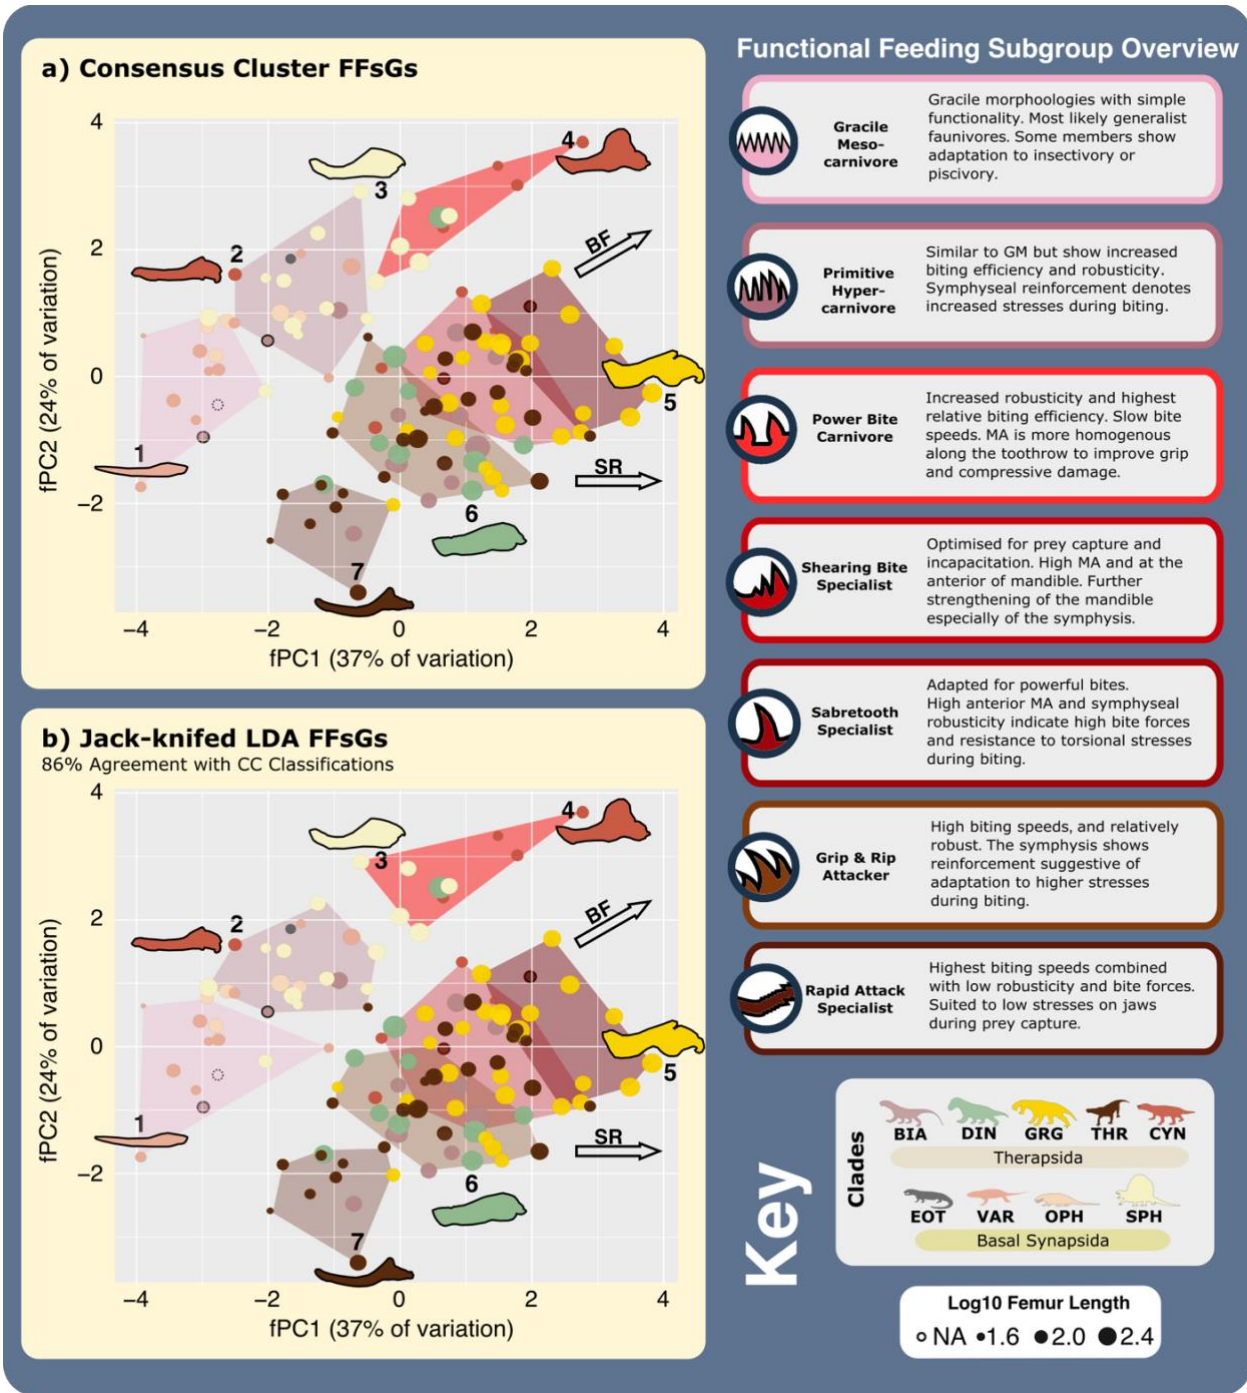 a) Consensus Cluster FFsGs
fPC2 (24% of variation)
4
2
0
−2
−4
−2
0
2
4
fPC1 (37% of variation)
1
2
3
4
5
6
7
BF
SR
b) Jack-knifed LDA FFsGs
86% Agreement with CC Classifications
fPC2 (24% of variation)
4
2
0
−2
−4
−2
0
2
4
fPC1 (37% of variation)
1
2
3
4
5
6
7
BF
SR
Functional Feeding Subgroup Overview
Gracile
Meso-
carnivore
Gracile morphoologies with simple
functionality. Most likely generalist
faunivores. Some members show
adaptation to insectivory or
piscivory.
Primitive
Hyper-
carnivore
Similar to GM but show increased
biting efficiency and robusticity.
Symphyseal reinforcement denotes
increased stresses during biting.
Power Bite
Carnivore
Increased robusticity and highest
relative biting efficiency. Slow bite
speeds. MA is more homogenous
along the toothrow to improve grip
and compressive damage.
Shearing Bite
Specialist
Optimised for prey capture and
incapacitation. High MA and at the
anterior of mandible. Further
strengthening of the mandible
especially of the symphysis.
Sabretooth
Specialist
Adapted for powerful bites.
High anterior MA and symphyseal
robusticity indicate high bite forces
and resistance to torsional stresses
during biting.
Grip & Rip
Attacker
High biting speeds, and relatively
robust. The symphysis shows
reinforcement suggestive of
adaptation to higher stresses
during biting.
Rapid Attack
Specialist
Highest biting speeds combined
with low robusticity and bite forces.
Suited to low stresses on jaws
during prey capture.
Key
Clades
BIA DIN GRG THR CYN
Therapsida
EOT VAR OPH SPH
Basal Synapsida
Log10 Femur Length
NA 1.6 2.0 2.4